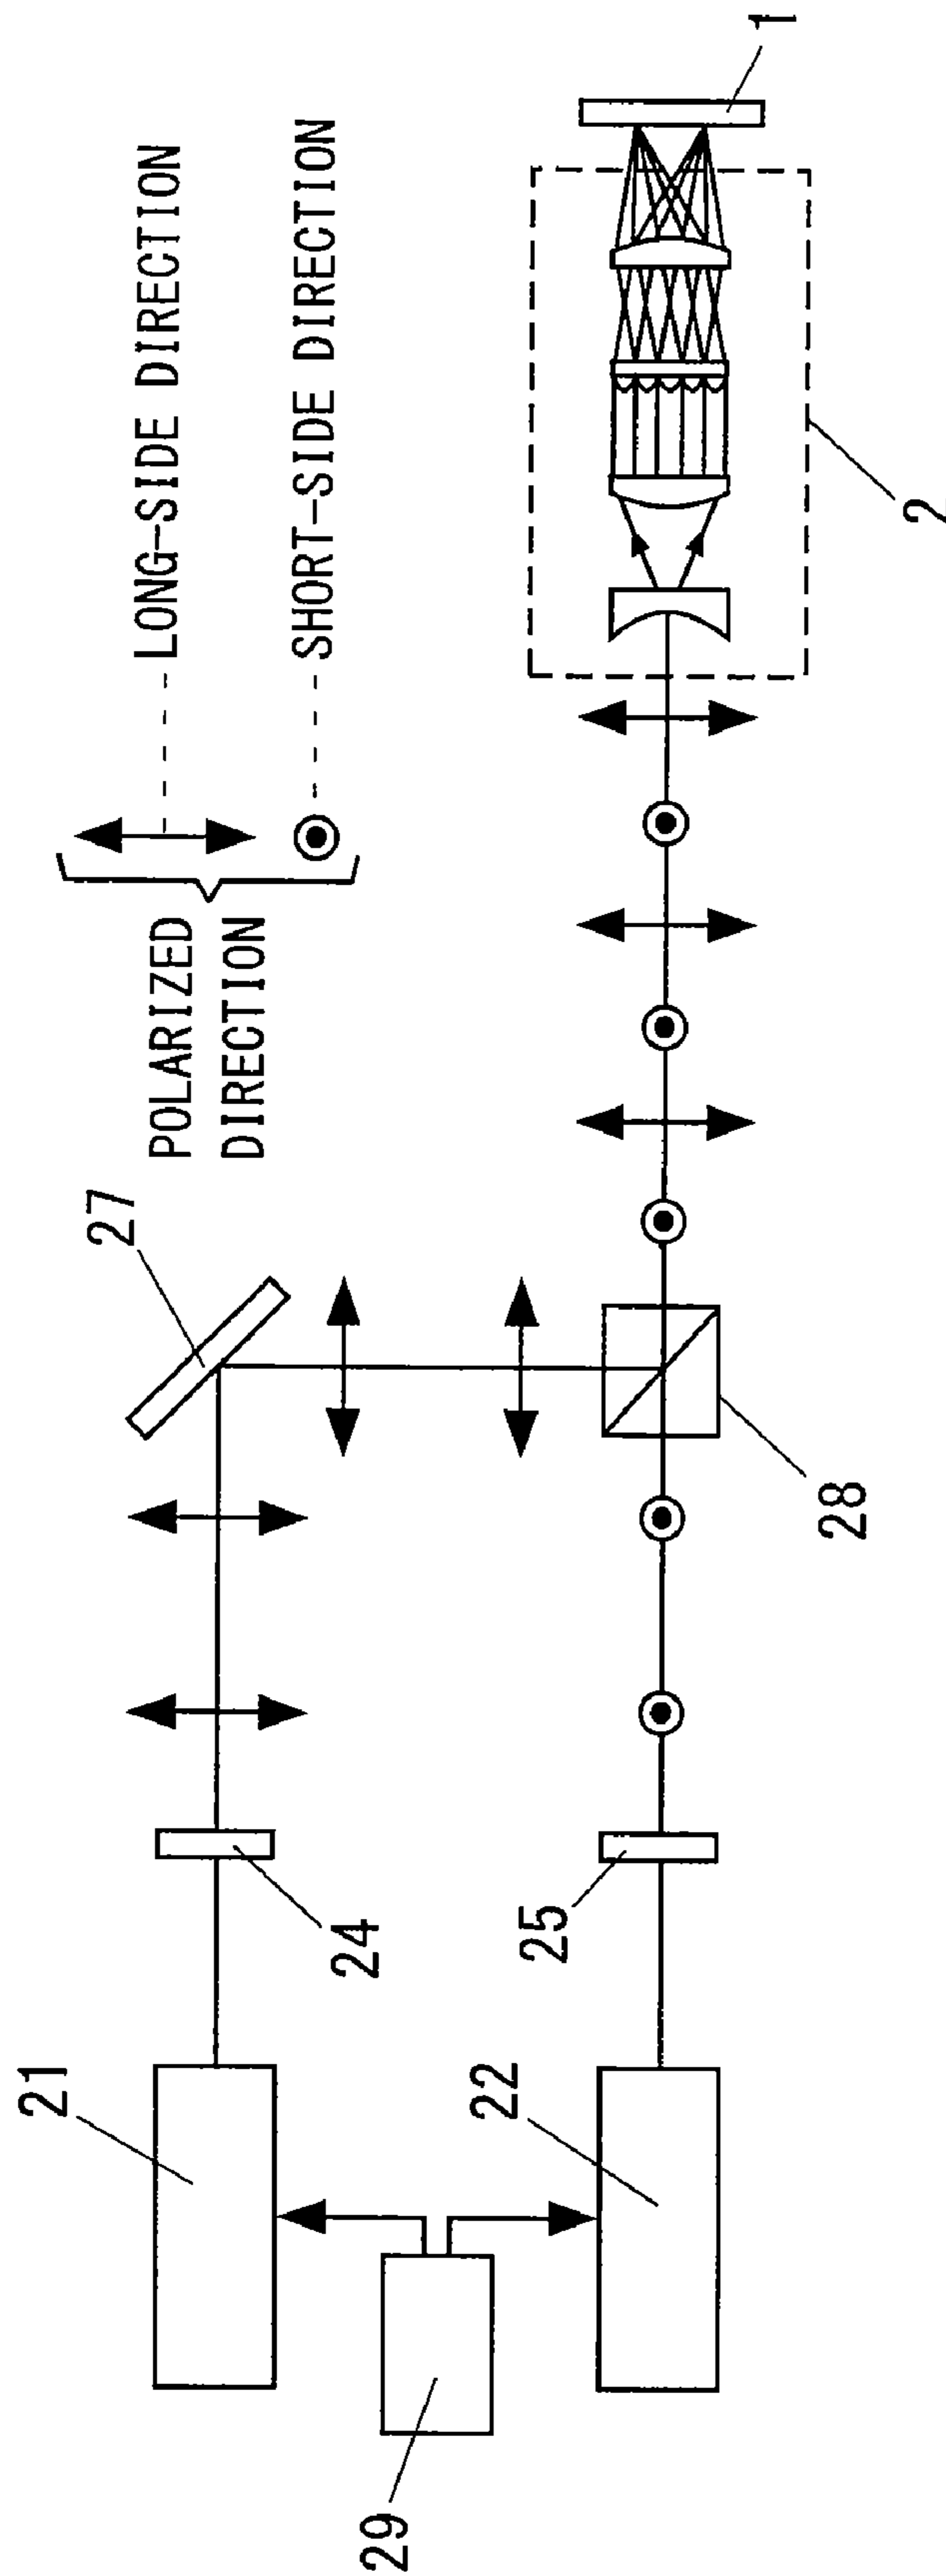 POLARIZED
DIRECTION
LONG-SIDE DIRECTION
SHORT-SIDE DIRECTION
21
24
27
29
22
25
28
2
1